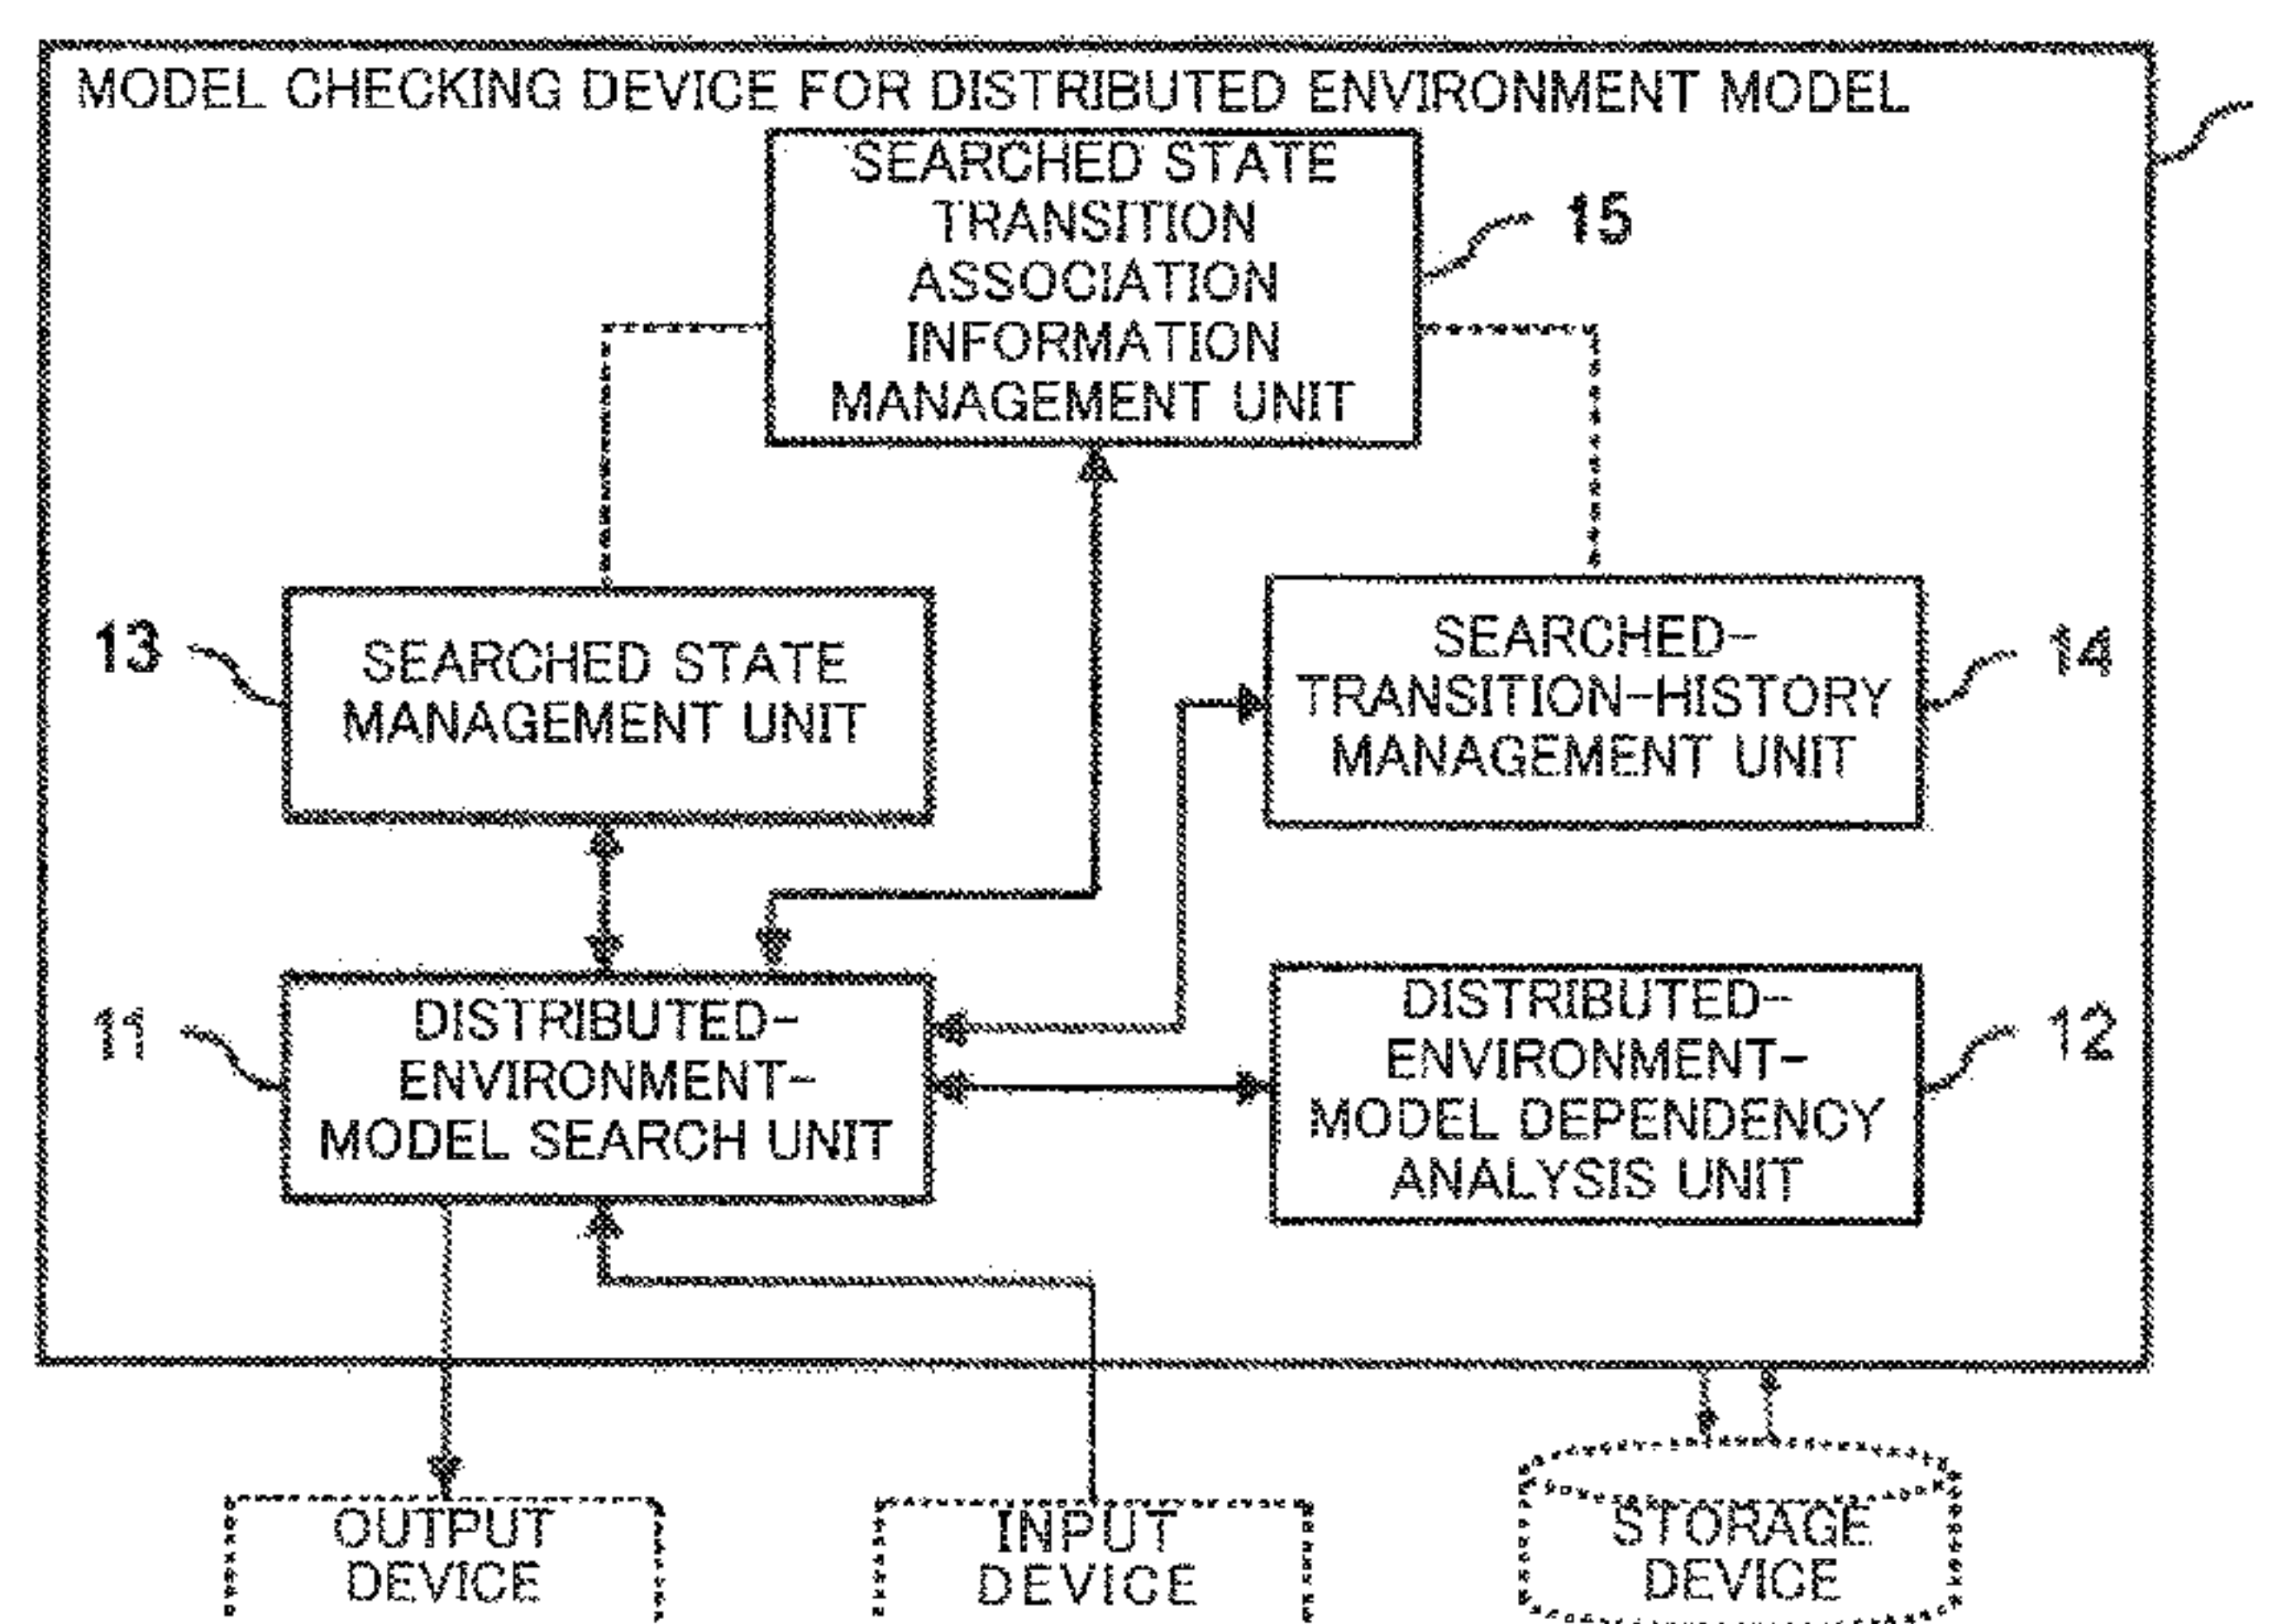 MODEL CHECKING DEVICE FOR DISTRIBUTED ENVIRONMENT MODEL
SEARCHED STATE
TRANSITION
ASSOCIATION
INFORMATION
MANAGEMENT UNIT
15
13
SEARCHED STATE
MANAGEMENT UNIT
SEARCHED-
TRANSITION-HISTORY
MANAGEMENT UNIT
14
11
DISTRIBUTED-
ENVIRONMENT-
MODEL SEARCH UNIT
DISTRIBUTED-
ENVIRONMENT-
MODEL DEPENDENCY
ANALYSIS UNIT
12
OUTPUT
DEVICE
INPUT
DEVICE
STORAGE
DEVICE